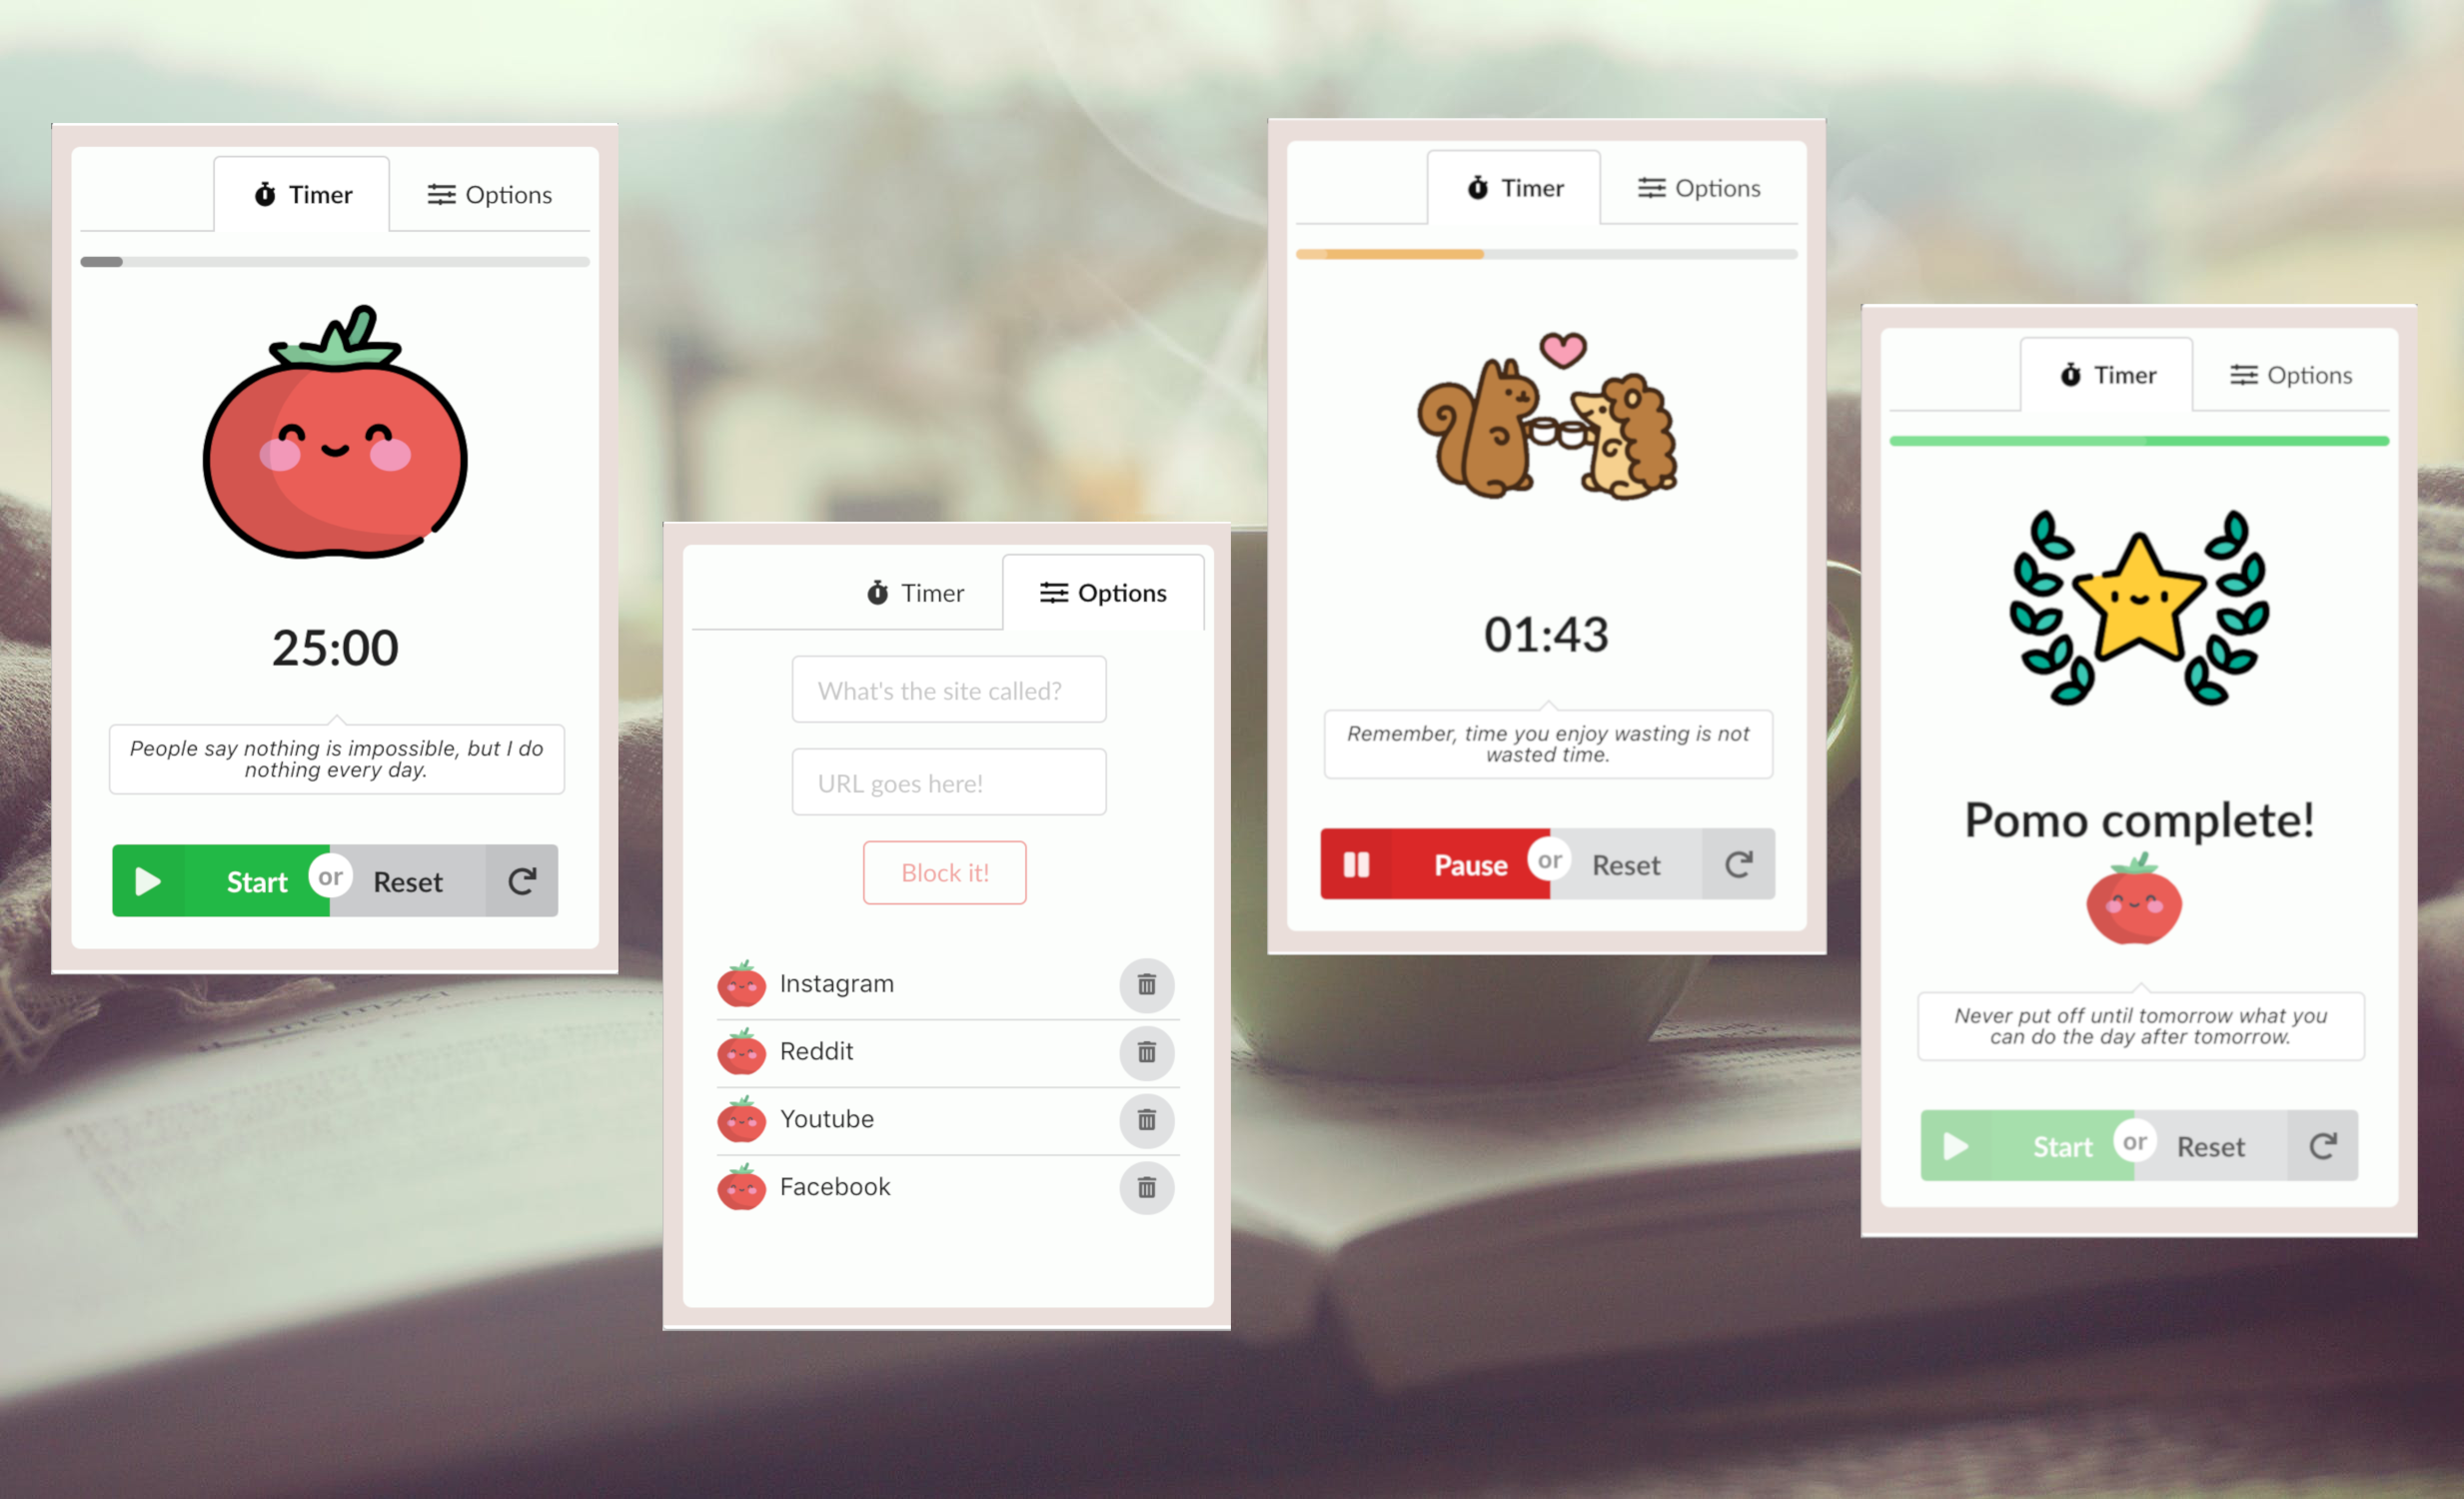 Timer
Options
25:00
People say nothing is impossible, but I do
nothing every day.
Start or Reset
Timer
Options
What's the site called?
URL goes here!
Block it!
Instagram
Reddit
Youtube
Facebook
Timer
Options
01:43
Remember, time you enjoy wasting is not
wasted time.
Pause or Reset
Timer
Options
Pomo complete!
Never put off until tomorrow what you
can do the day after tomorrow.
Start or Reset
mcmxxi